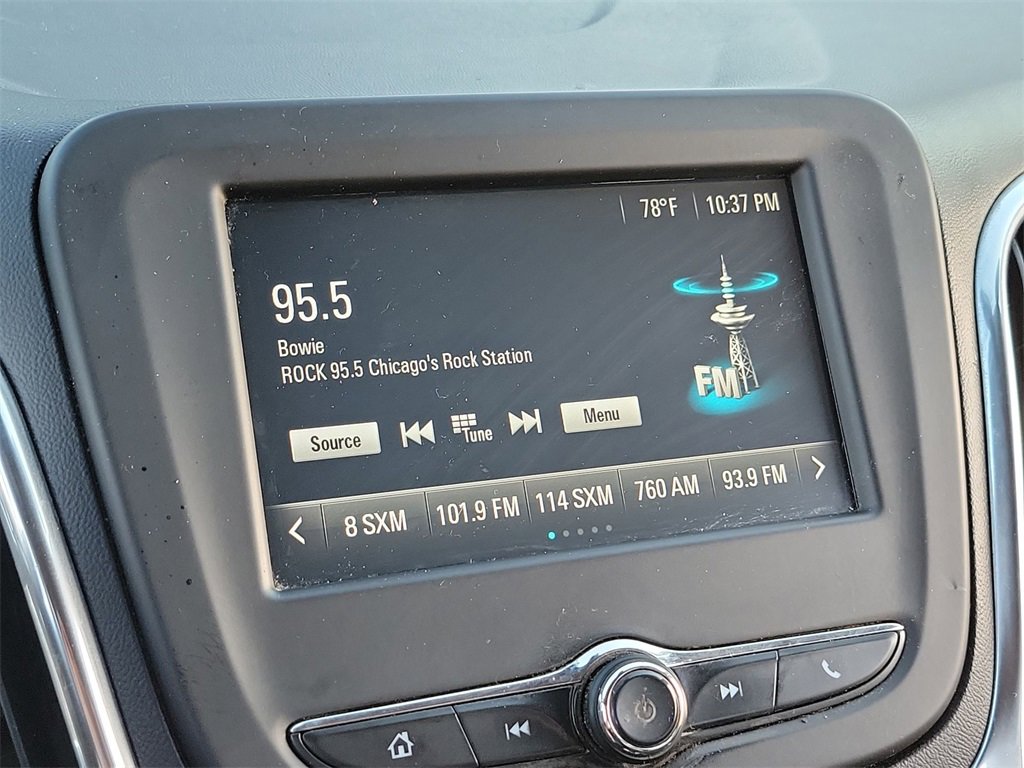 78°F 10:37 PM
95.5
Bowie
ROCK 95.5 Chicago's Rock Station
FM
Source Tune Menu
8 SXM 101.9 FM 114 SXM 760 AM 93.9 FM